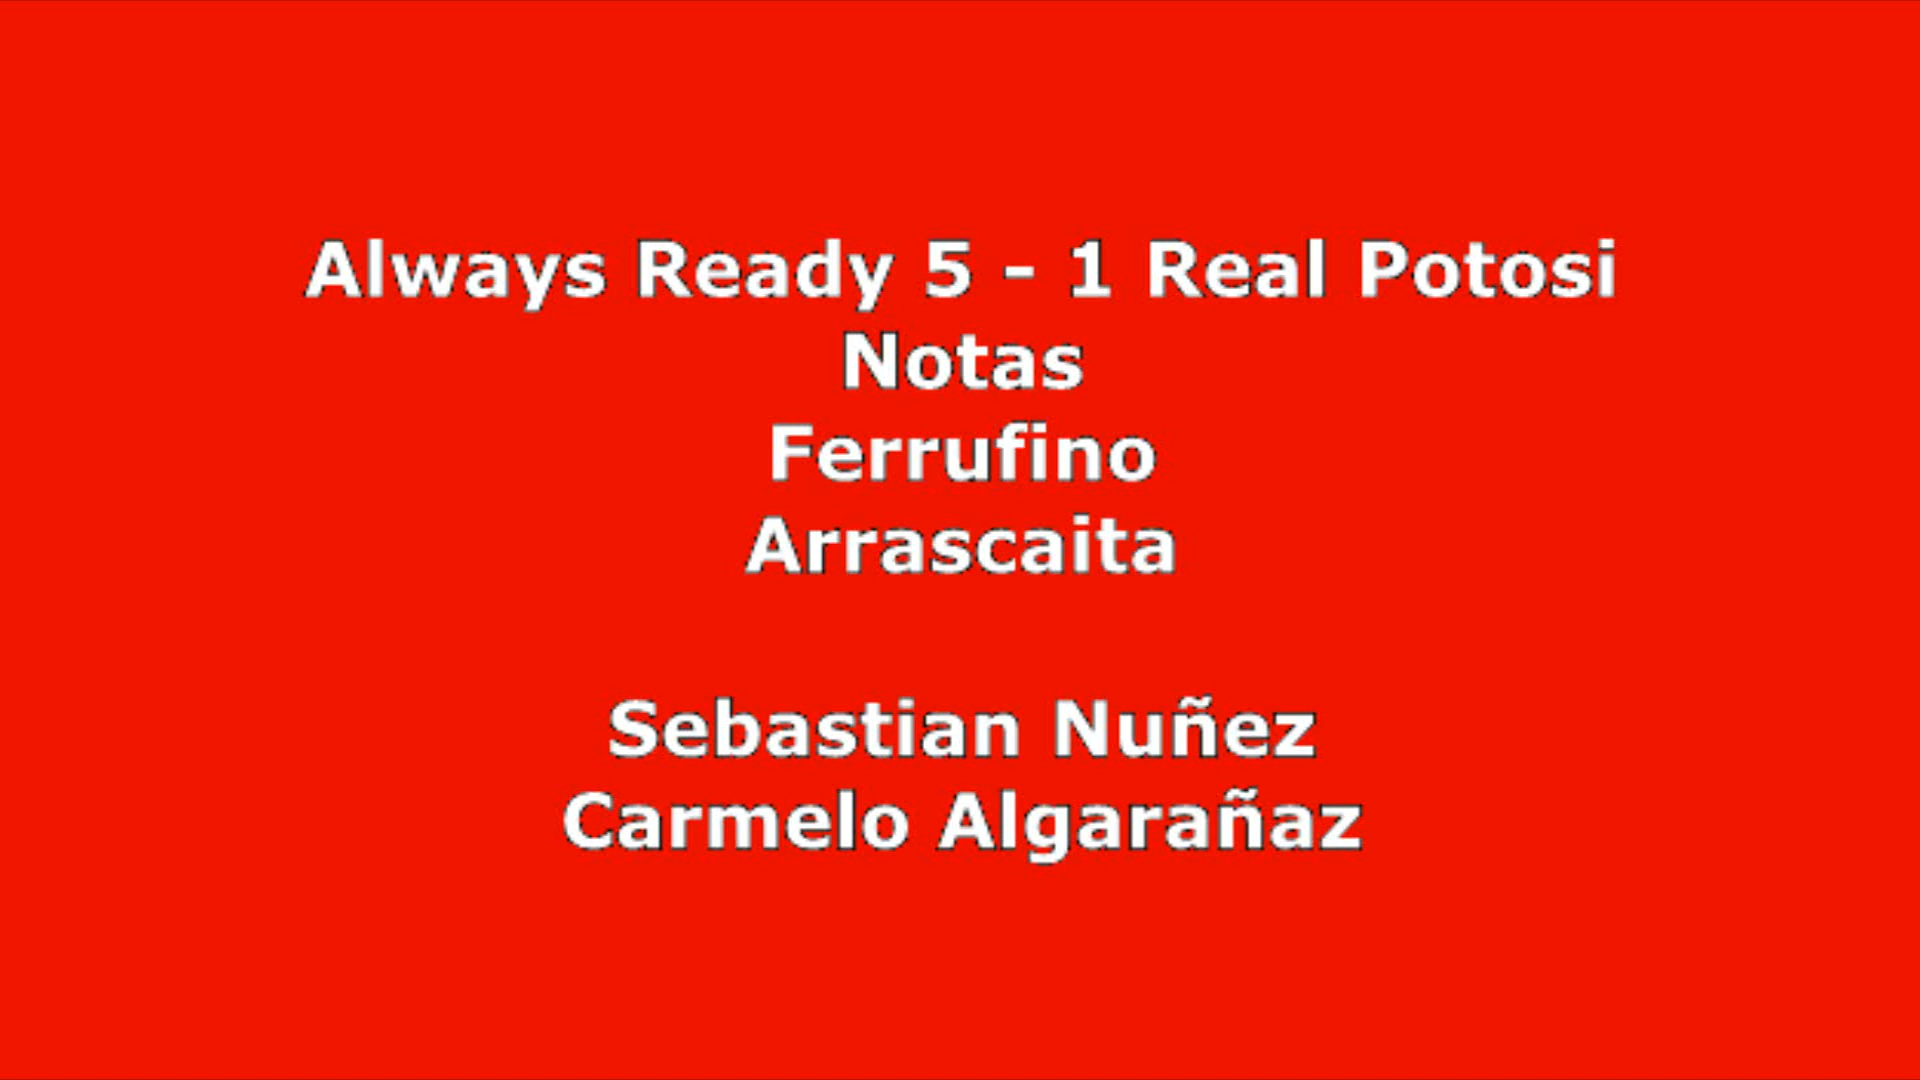 Always Ready 5 - 1 Real Potosi
Notas
Ferrufino
Arrascaita
Sebastian Nuñez
Carmelo Algarañaz